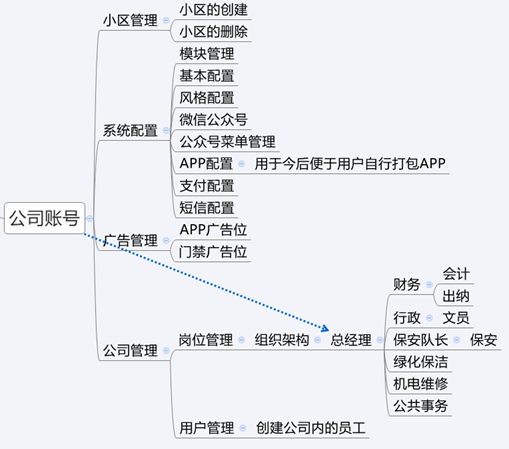 公司账号
小区管理
小区的创建
小区的删除
系统配置
模块管理
基本配置
风格配置
微信公众号
公众号菜单管理
APP配置
用于今后便于用户自行打包APP
支付配置
短信配置
广告管理
APP广告位
门禁广告位
公司管理
岗位管理
组织架构
总经理
财务
会计
出纳
行政
文员
保安队长
保安
绿化保洁
机电维修
公共事务
用户管理
创建公司内的员工